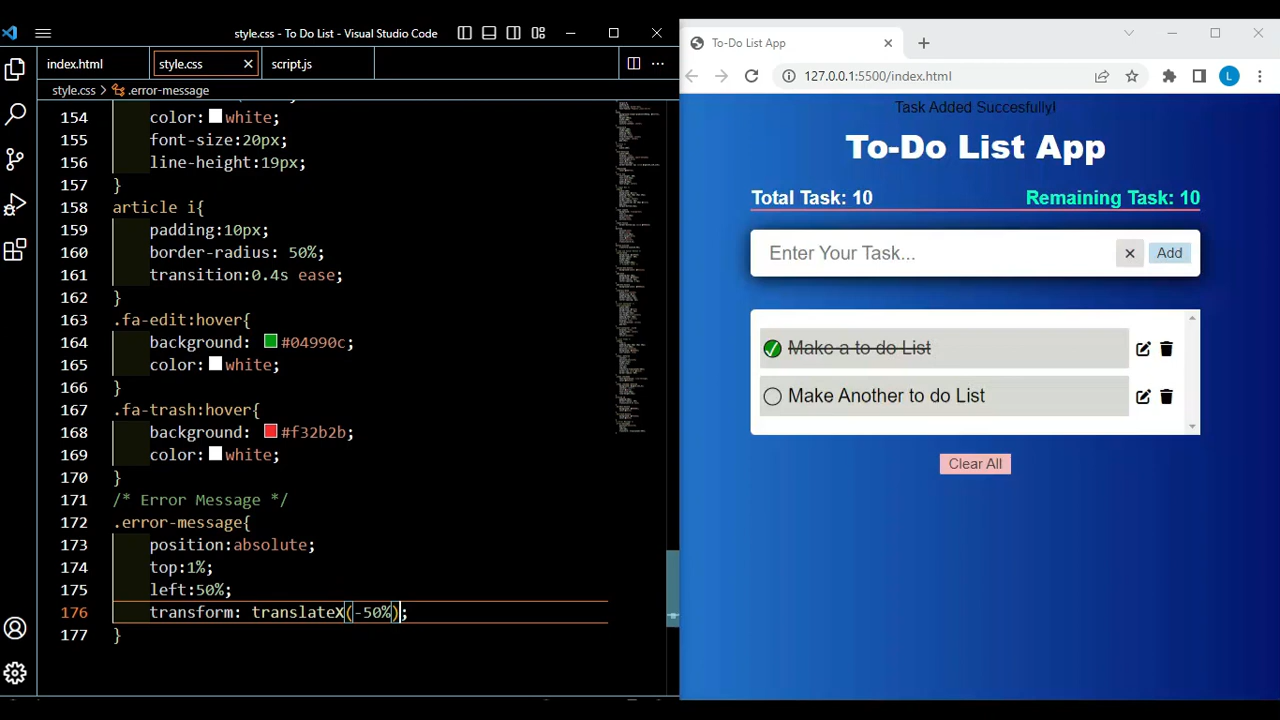 style.css - To Do List - Visual Studio Code
index.html
style.css
script.js
style.css > .error-message
154 color: white;
155 font-size:20px;
156 line-height:19px;
157 }
158 article i{
159 padding:10px;
160 border-radius: 50%;
161 transition:0.4s ease;
162 }
163 .fa-edit:hover{
164 background: #04990c;
165 color: white;
166 }
167 .fa-trash:hover{
168 background: #f32b2b;
169 color: white;
170 }
171 /* Error Message */
172 .error-message{
173 position:absolute;
174 top:1%;
175 left:50%;
176 transform: translateX(-50%);
177 }
To-Do List App
127.0.0.1:5500/index.html
L
Task Added Succesfully!
To-Do List App
Total Task: 10
Remaining Task: 10
Enter Your Task...
Add
Make a to do List
Make Another to do List
Clear All